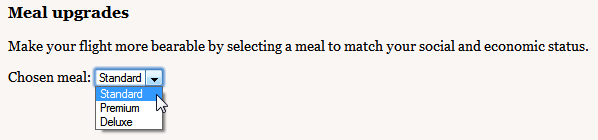 Meal upgrades
Make your flight more bearable by selecting a meal to match your social and economic status.
Chosen meal: Standard
Standard
Premium
Deluxe